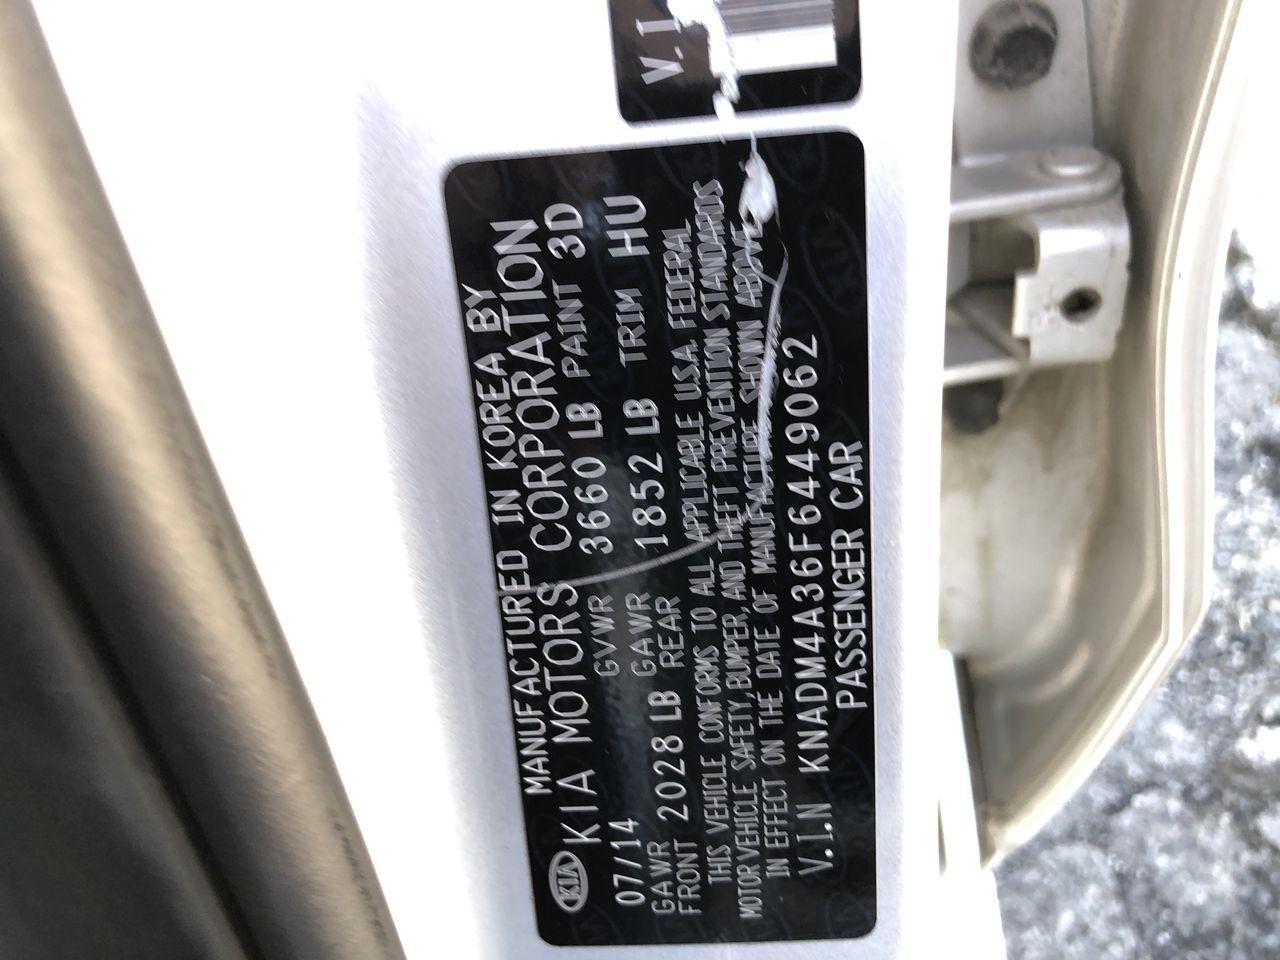 V.I
MANUFACTURED IN KOREA BY
KIA KIA MOTORS CORPORATION
07/14 GVWR 3660 LB PAINT 3D
GAWR FRONT 2028 LB GAWR REAR 1852 LB TRIM HU
THIS VEHICLE CONFORMS TO ALL APPLICABLE U.S.A. FEDERAL
MOTOR VEHICLE SAFETY, BUMPER, AND THEFT PREVENTION STANDARDS
IN EFFECT ON THE DATE OF MANUFACTURE SHOWN ABOVE
V.I.N KNADM4A36F6449062
PASSENGER CAR